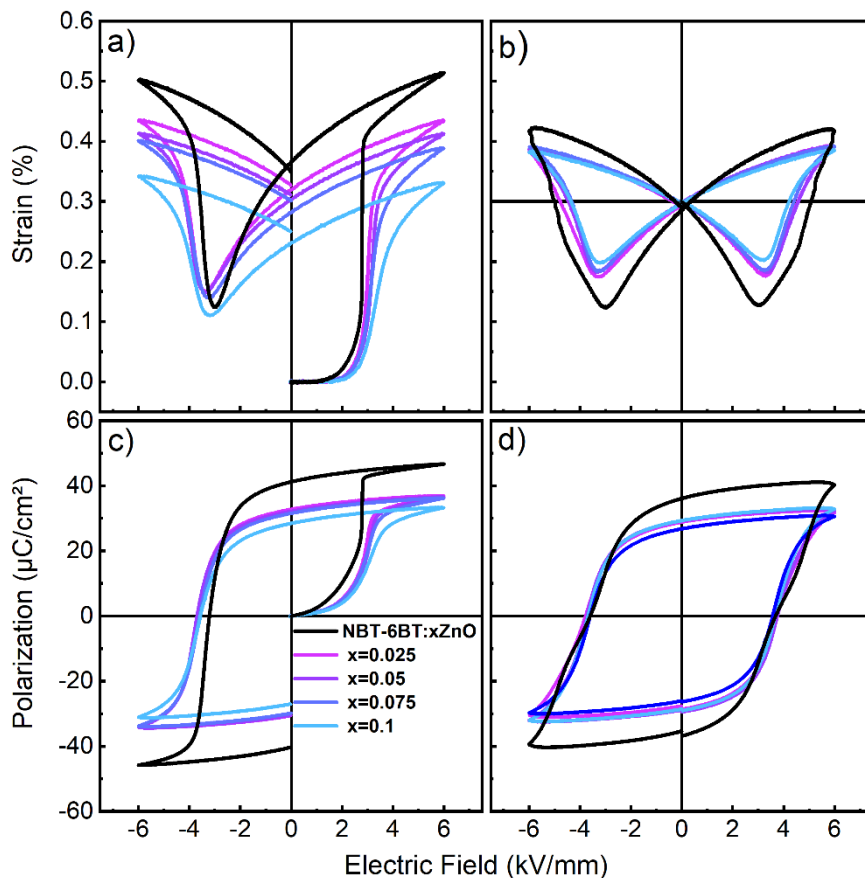 a)
b)
0.6
0.5
0.4
0.3
0.2
0.1
0.0
Strain (%)
c)
d)
60
40
20
0
-20
-40
-60
Polarization (µC/cm²)
NBT-6BT:xZnO
x=0.025
x=0.05
x=0.075
x=0.1
-6 -4 -2 0 2 4 6
-6 -4 -2 0 2 4 6
Electric Field (kV/mm)